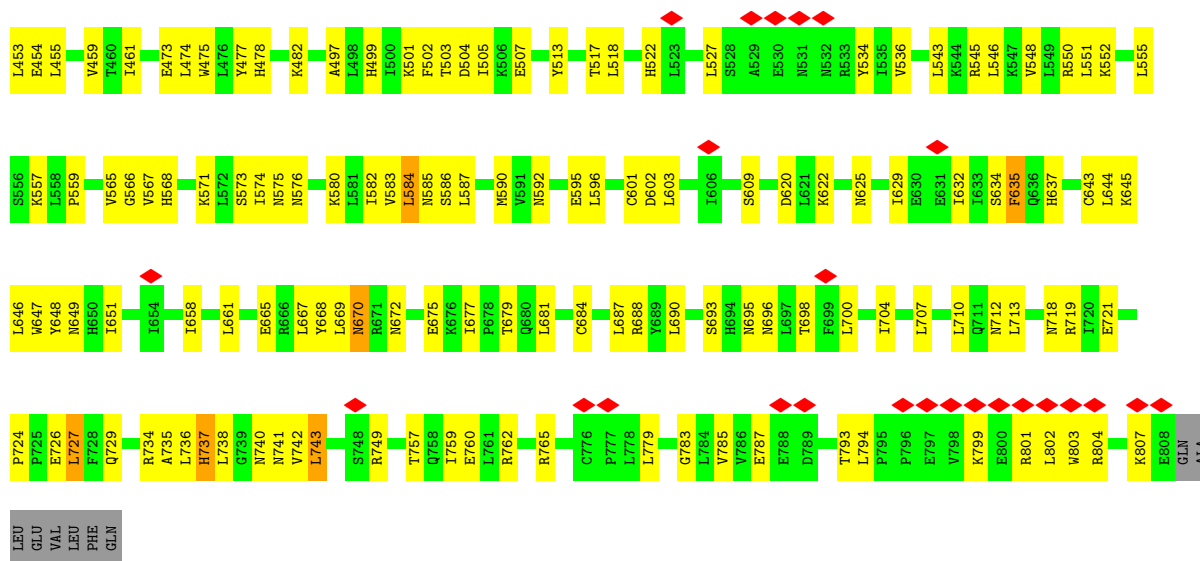 L453 E454 L455 V459 T460 I461 E473 L474 W475 L476 Y477 H478 K482 A497 L498 H499 I500 K501 F502 T503 D504 I505 K506 E507 Y513 T517 L518 H522 L523 L527 S528 A529 E530 N531 N532 R533 Y534 I535 V536 L543 K544 R545 L546 K547 V548 L549 R550 L551 K552 L555
S556 K557 L558 P559 V565 G566 V567 H568 K571 L572 S573 I574 N575 N576 K580 L581 I582 V583 L584 N585 S586 L587 M590 V591 N592 E595 L596 C601 D602 L603 I606 S609 D620 L621 K622 N625 I629 E630 E631 I632 I633 S634 F635 Q636 H637 C643 L644 K645
L646 W647 Y648 N649 H650 I651 I654 I658 L661 E665 R666 L667 Y668 L669 N670 R671 N672 E675 K676 I677 P678 T679 Q680 L681 C684 L687 R688 Y689 L690 S693 H694 N695 N696 L697 T698 F699 L700 I704 L707 L710 Q711 N712 L713 N718 R719 I720 E721
P724 P725 E726 L727 F728 Q729 R734 A735 L736 H737 L738 G739 N740 N741 V742 L743 S748 R749 T757 Q758 I759 E760 L761 R762 R765 C776 P777 L778 L779 G783 L784 V785 V786 E787 E788 D789 T793 L794 P795 P796 E797 V798 K799 E800 R801 L802 W803 R804 K807 E808 GLN ALA
LEU GLU VAL LEU PHE GLN